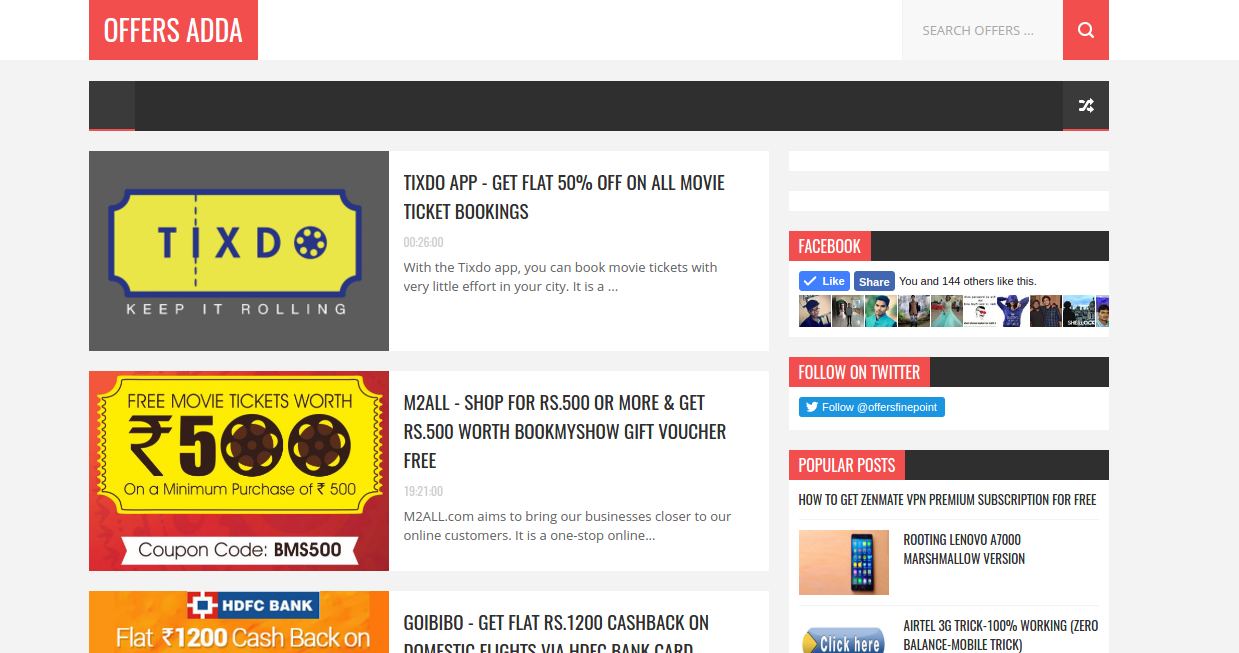 OFFERS ADDA
SEARCH OFFERS ...
TIXDO
KEEP IT ROLLING
TIXDO APP - GET FLAT 50% OFF ON ALL MOVIE
TICKET BOOKINGS
00:26:00
With the Tixdo app, you can book movie tickets with
very little effort in your city. It is a ...
FREE MOVIE TICKETS WORTH
₹500
On a Minimum Purchase of ₹ 500
Coupon Code: BMS500
M2ALL - SHOP FOR RS.500 OR MORE & GET
RS.500 WORTH BOOKMYSHOW GIFT VOUCHER
FREE
19:21:00
M2ALL.com aims to bring our businesses closer to our
online customers. It is a one-stop online...
HDFC BANK
Flat ₹1200 Cash Back on
GOIBIBO - GET FLAT RS.1200 CASHBACK ON
DOMESTIC FLIGHTS VIA HDFC BANK CARD
FACEBOOK
Like Share You and 144 others like this.
FOLLOW ON TWITTER
Follow @offersfinepoint
POPULAR POSTS
HOW TO GET ZENMATE VPN PREMIUM SUBSCRIPTION FOR FREE
ROOTING LENOVO A7000
MARSHMALLOW VERSION
Click here
AIRTEL 3G TRICK-100% WORKING (ZERO
BALANCE-MOBILE TRICK)